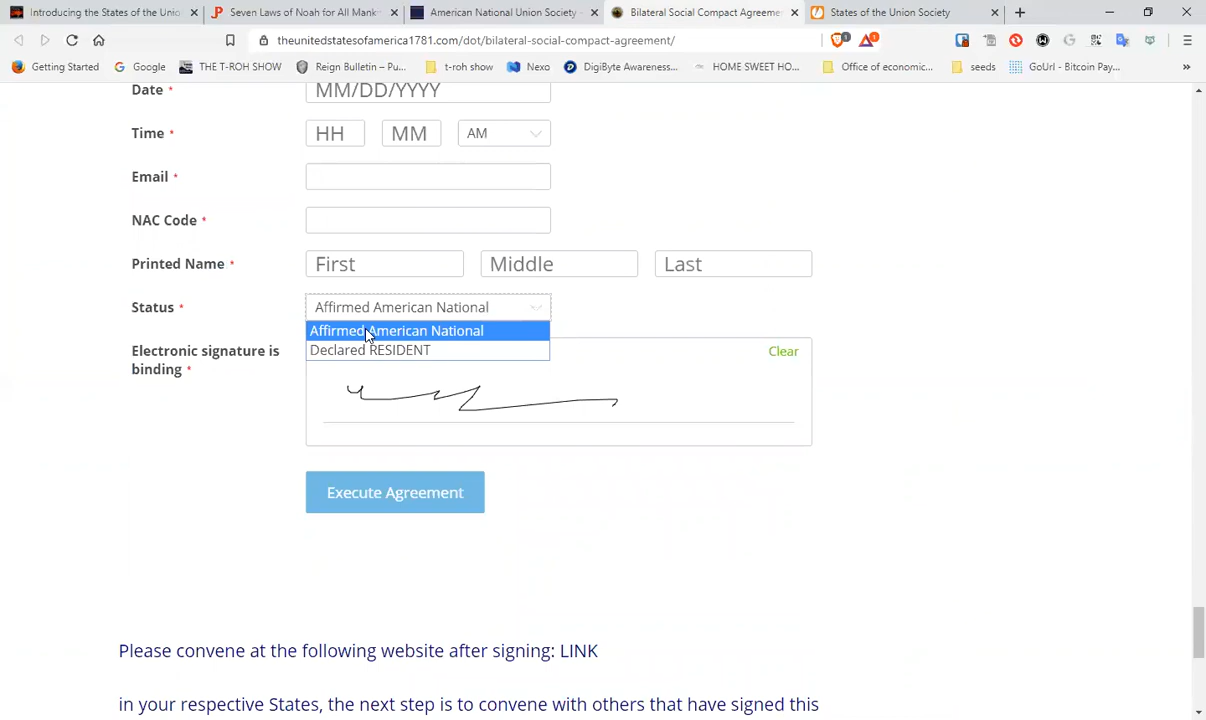 Introducing the States of the Unio
Seven Laws of Noah for All Mank
American National Union Society -
Bilateral Social Compact Agreeme
States of the Union Society
theunitedstatesofamerica1781.com/dot/bilateral-social-compact-agreement/
Getting Started
Google
THE T-ROH SHOW
Reign Bulletin – Pu...
t-roh show
Nexo
DigiByte Awareness...
HOME SWEET HO...
Office of economic...
seeds
GoUrl - Bitcoin Pay...
Date *
MM/DD/YYYY
Time *
HH
MM
AM
Email *
NAC Code *
Printed Name *
First
Middle
Last
Status *
Affirmed American National
Affirmed American National
Declared RESIDENT
Electronic signature is
binding *
Clear
Execute Agreement
Please convene at the following website after signing: LINK
in your respective States, the next step is to convene with others that have signed this